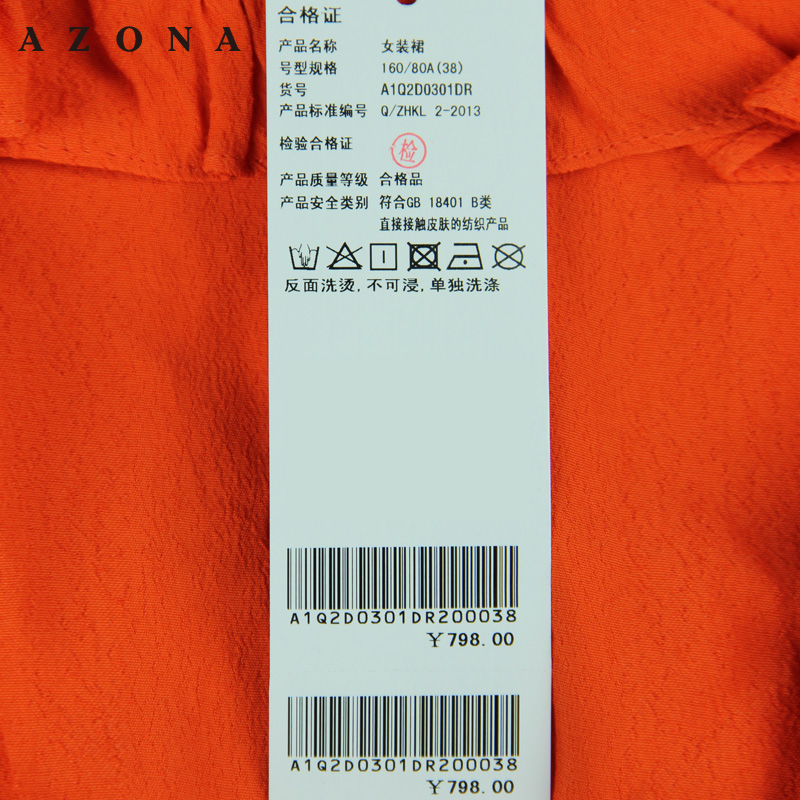 合格证
AZONA
产品名称 女装裙
号型规格 160/80A(38)
货号 A1Q2D0301DR
产品标准编号 Q/ZHKL 2-2013
检验合格证 检
产品质量等级 合格品
产品安全类别 符合GB 18401 B类
直接接触皮肤的纺织产品
反面洗烫,不可浸,单独洗涤
A1Q2D0301DR200038
¥798.00
A1Q2D0301DR200038
¥798.00